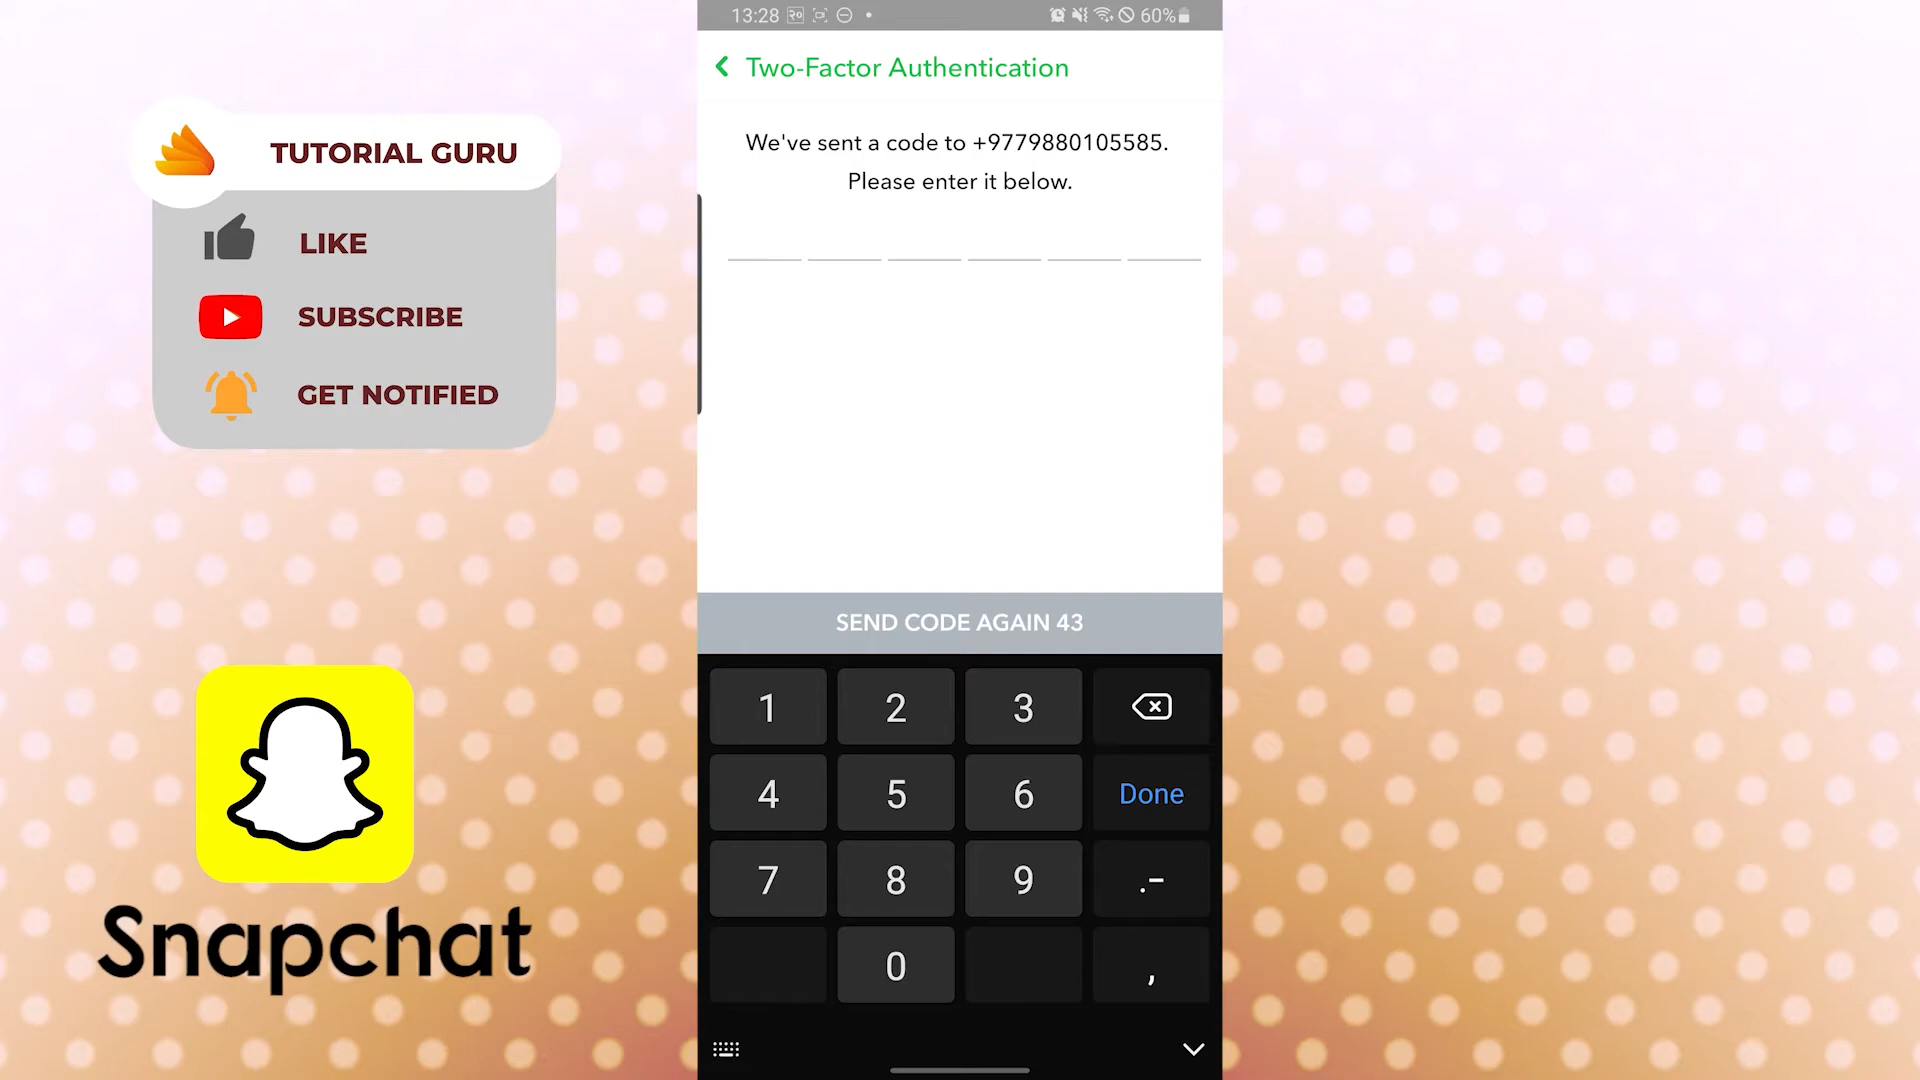 TUTORIAL GURU
LIKE
SUBSCRIBE
GET NOTIFIED
Snapchat
13:28
60%
Two-Factor Authentication
We've sent a code to +9779880105585.
Please enter it below.
SEND CODE AGAIN 43
1 2 3
4 5 6 Done
7 8 9 .-
0 ,